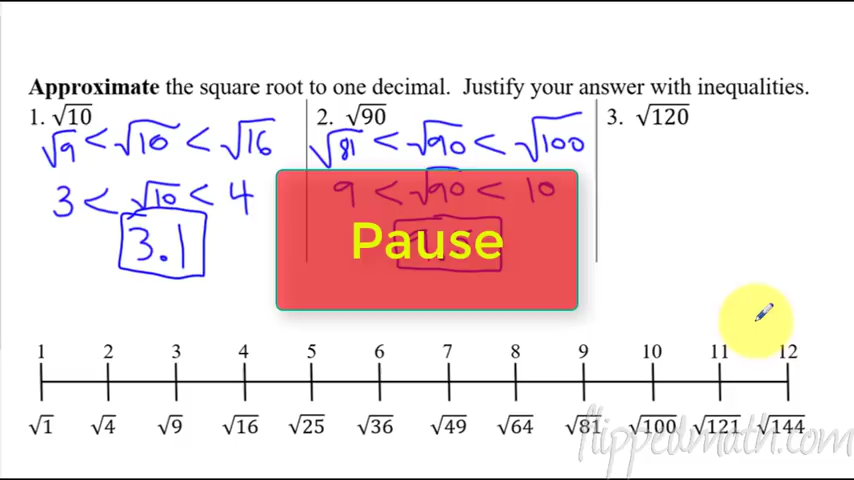 Approximate the square root to one decimal. Justify your answer with inequalities.
1. √10 2. √90 3. √120
√9 < √10 < √16 √81 < √90 < √100
3 < √10 < 4 9 < √90 < 10
3.1
Pause
1 2 3 4 5 6 7 8 9 10 11 12
√1 √4 √9 √16 √25 √36 √49 √64 √81 √100 √121 √144
flippedmath.com